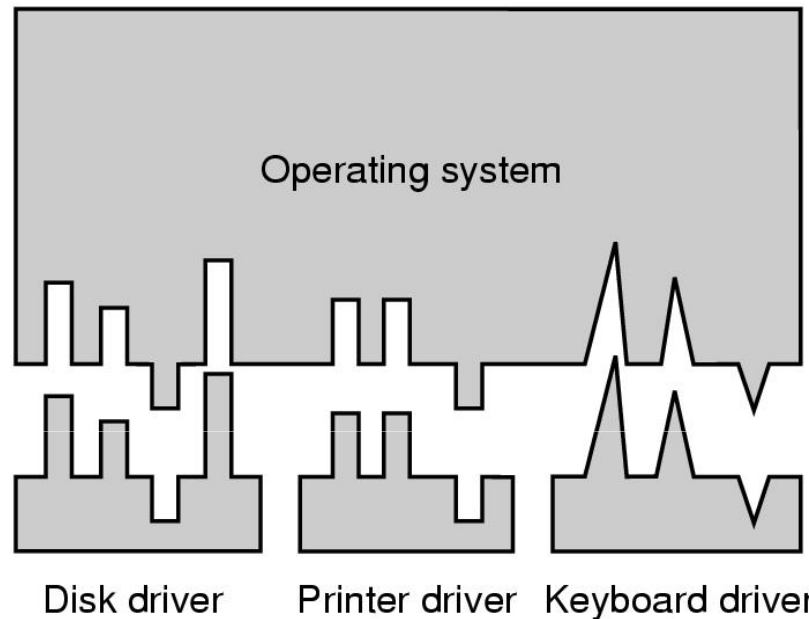 Operating system
Disk driver
Printer driver
Keyboard driver